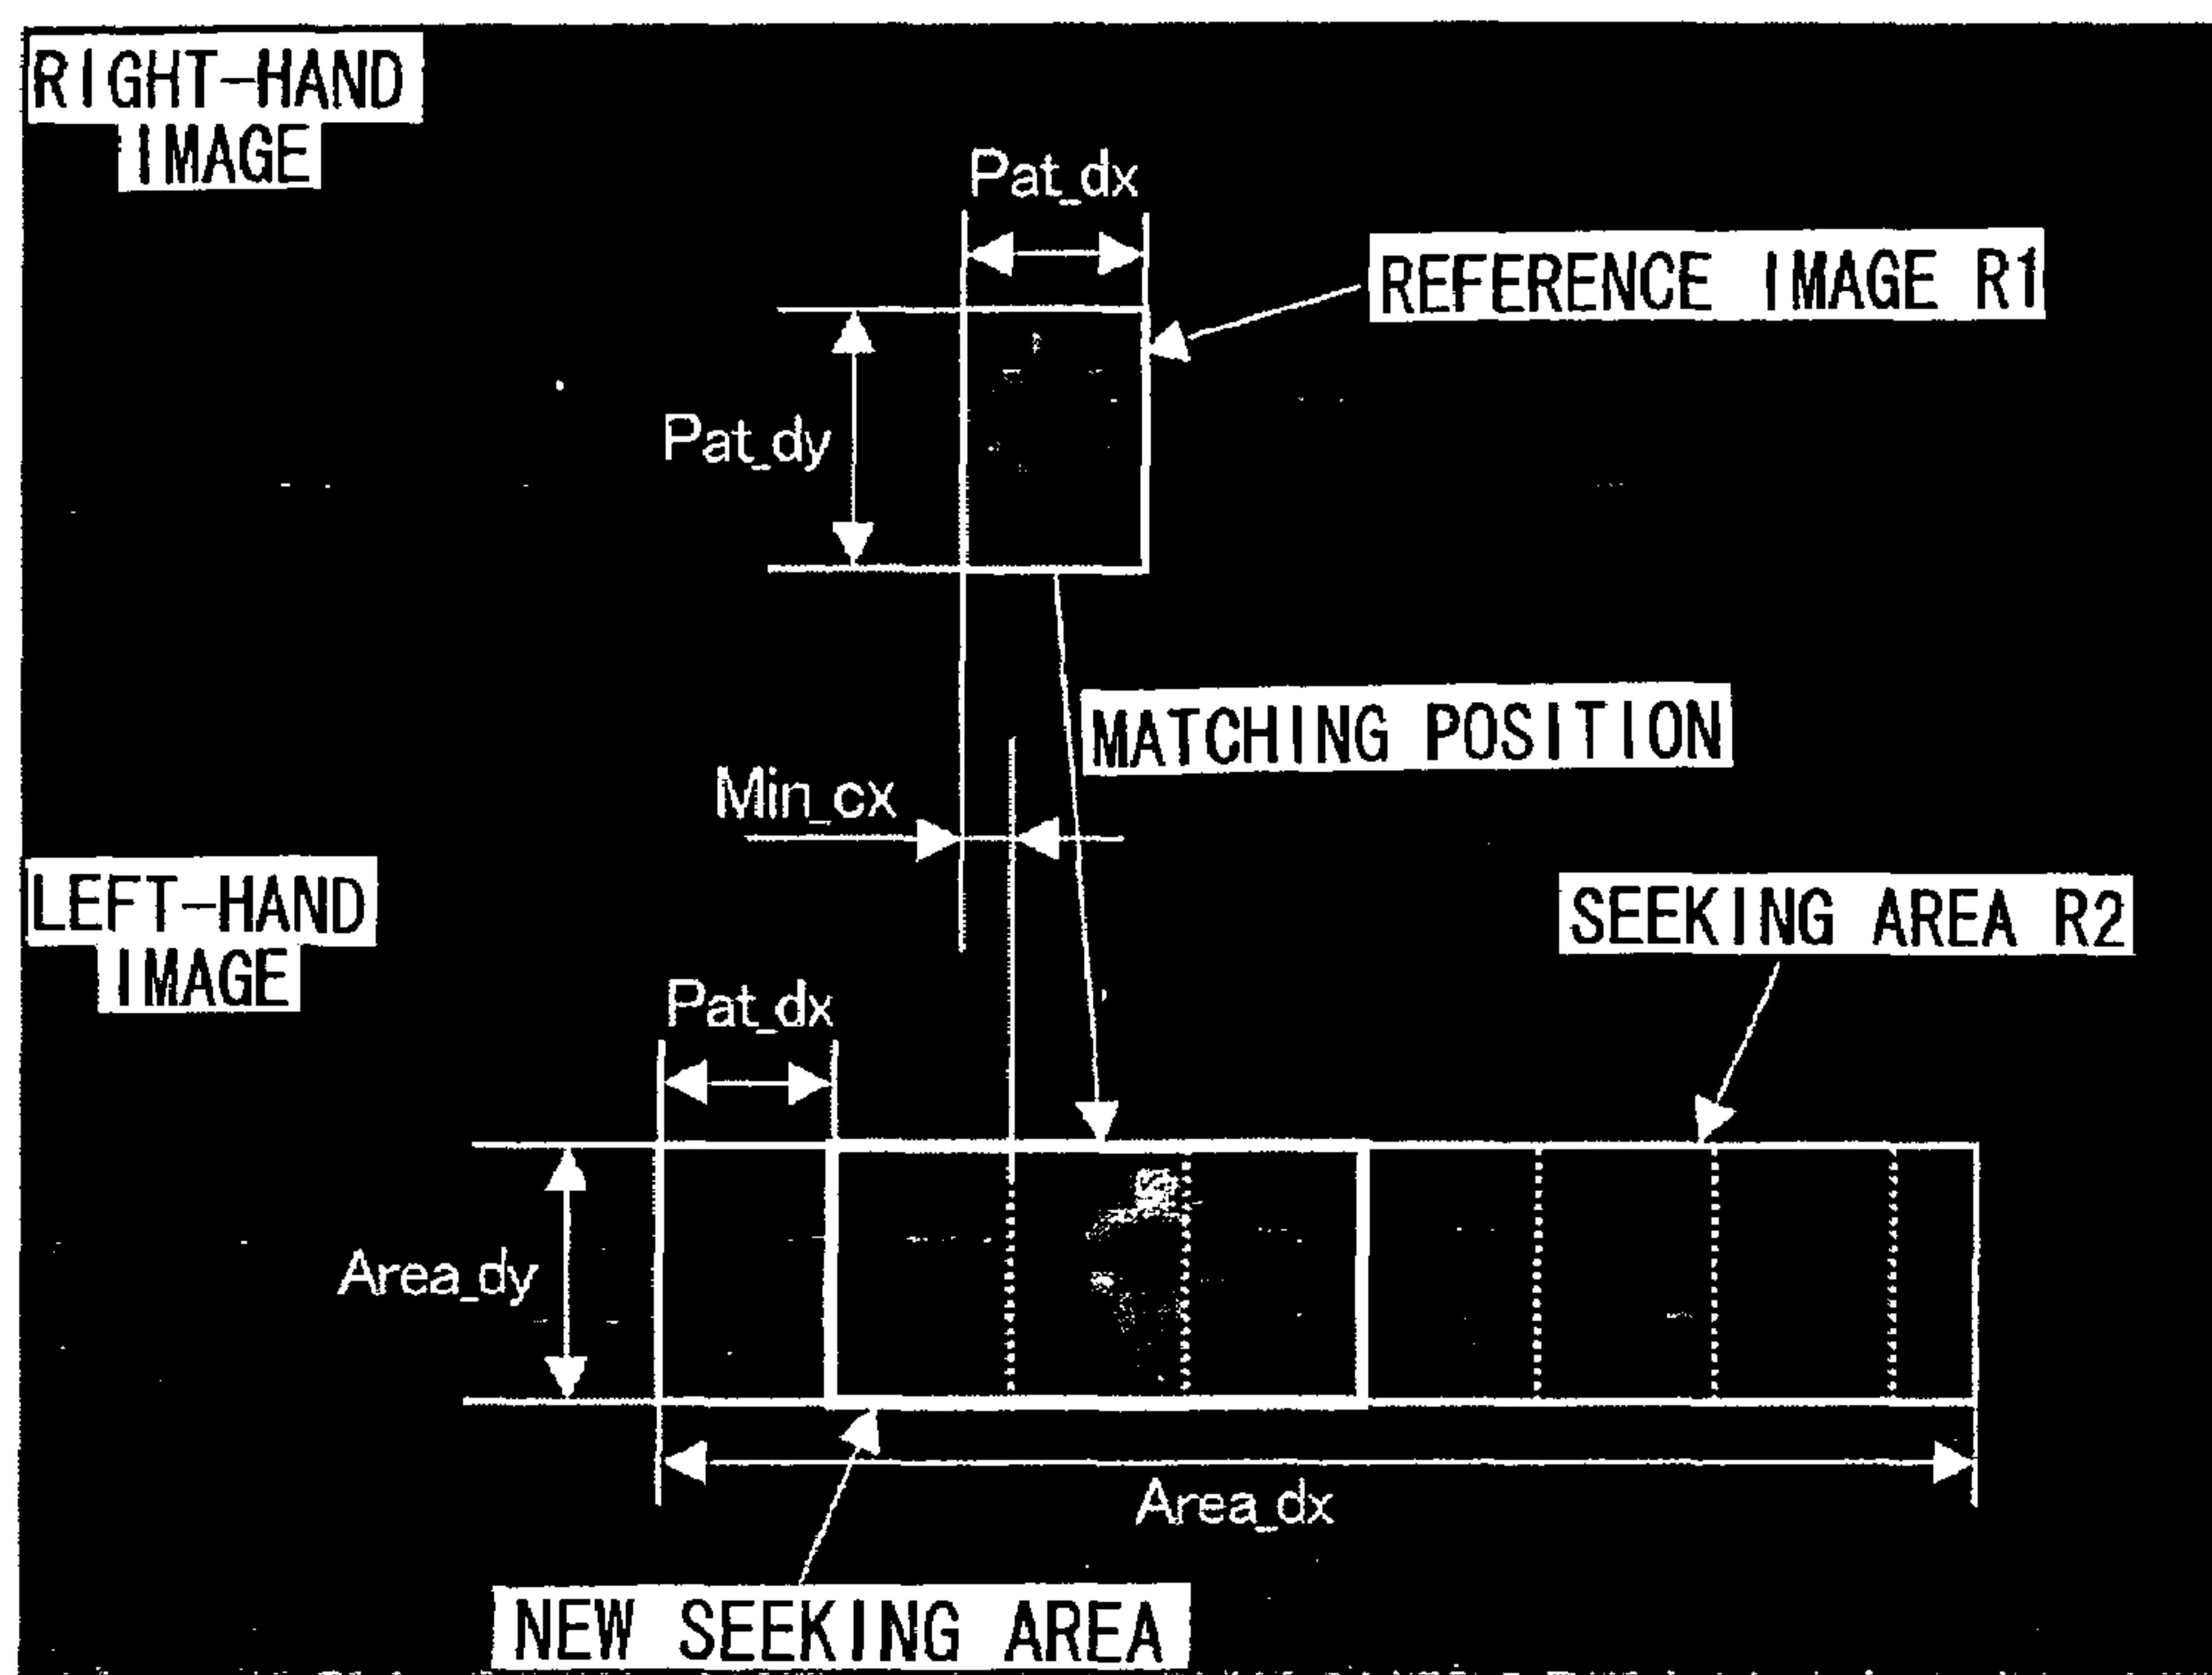 RIGHT-HAND
IMAGE
Pat_dx
REFERENCE IMAGE R1
Pat_dy
MATCHING POSITION
Min_cx
LEFT-HAND
IMAGE
SEEKING AREA R2
Pat_dx
Area_dy
Area_dx
NEW SEEKING AREA